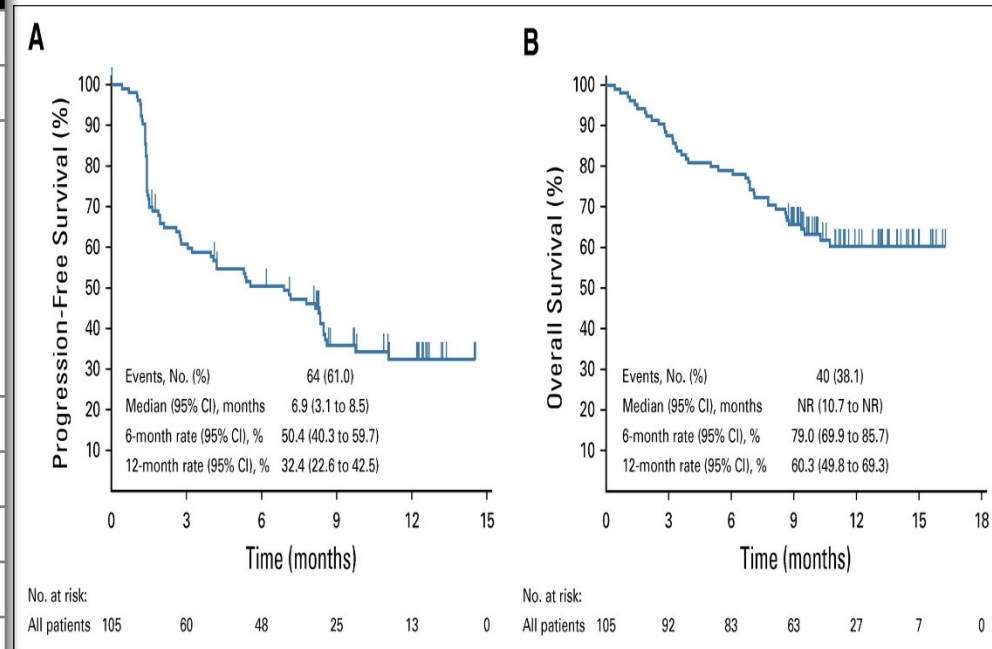 A
Progression-Free Survival (%)
100
90
80
70
60
50
40
30
20
10
Events, No. (%) 64 (61.0)
Median (95% CI), months 6.9 (3.1 to 8.5)
6-month rate (95% CI), % 50.4 (40.3 to 59.7)
12-month rate (95% CI), % 32.4 (22.6 to 42.5)
0 3 6 9 12 15
Time (months)
No. at risk:
All patients 105 60 48 25 13 0
B
Overall Survival (%)
100
90
80
70
60
50
40
30
20
10
Events, No. (%) 40 (38.1)
Median (95% CI), months NR (10.7 to NR)
6-month rate (95% CI), % 79.0 (69.9 to 85.7)
12-month rate (95% CI), % 60.3 (49.8 to 69.3)
0 3 6 9 12 15 18
Time (months)
No. at risk:
All patients 105 92 83 63 27 7 0